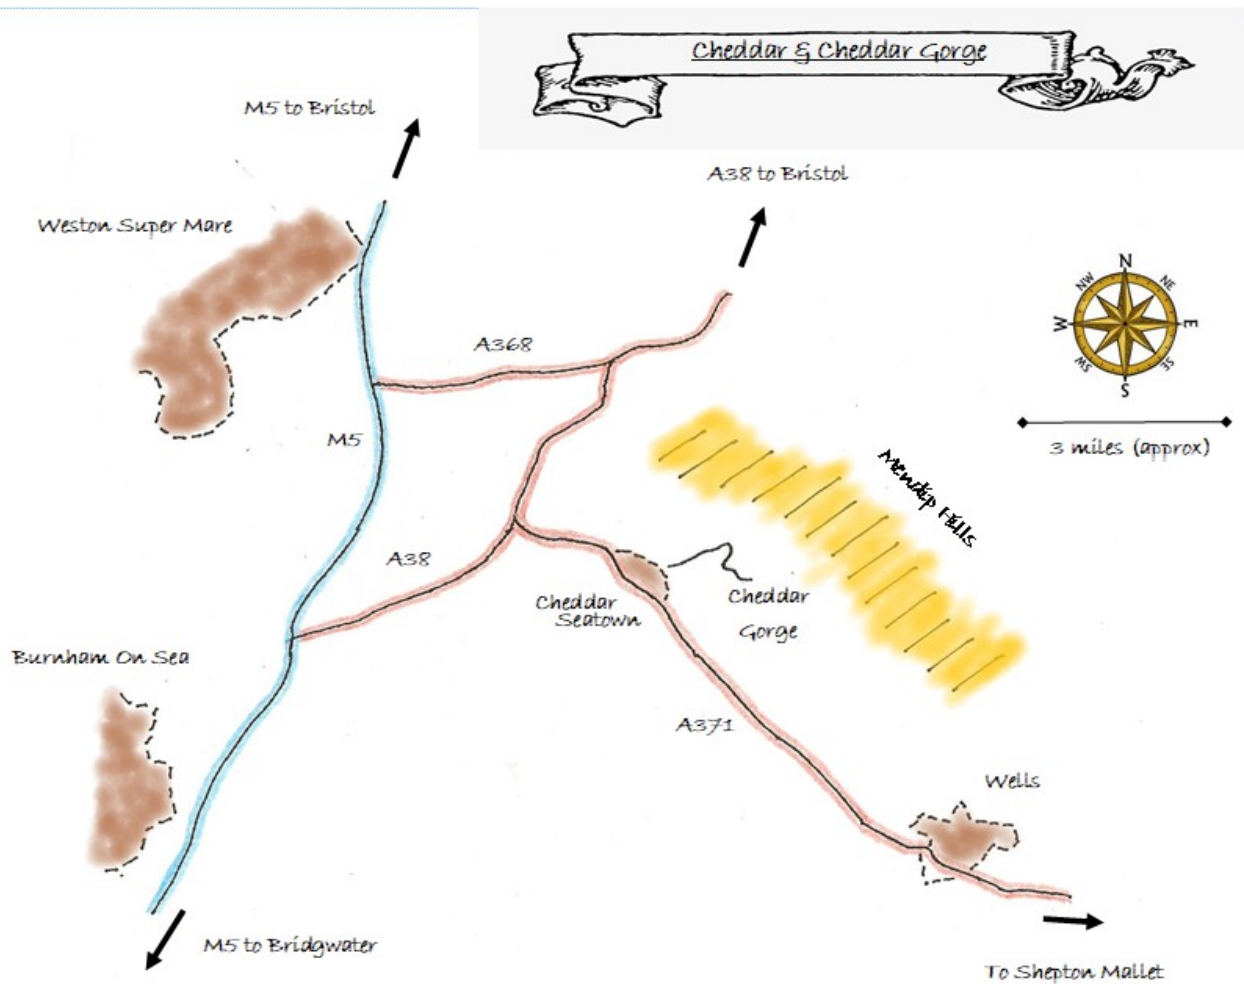 Cheddar & Cheddar Gorge
M5 to Bristol
A38 to Bristol
Weston Super Mare
N
NW
NE
W
E
SW
SE
S
A368
3 miles (approx)
M5
Mendip Hills
A38
Cheddar
Seatown
Cheddar
Gorge
Burnham On Sea
A371
Wells
M5 to Bridgwater
To Shepton Mallet